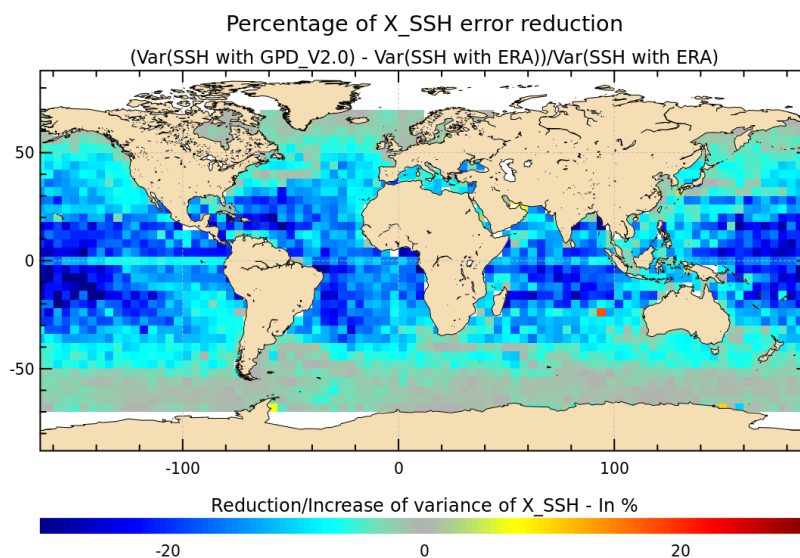 Percentage of X_SSH error reduction
(Var(SSH with GPD_V2.0) - Var(SSH with ERA))/Var(SSH with ERA)
50
0
-50
-100 0 100
Reduction/Increase of variance of X_SSH - In %
-20 0 20